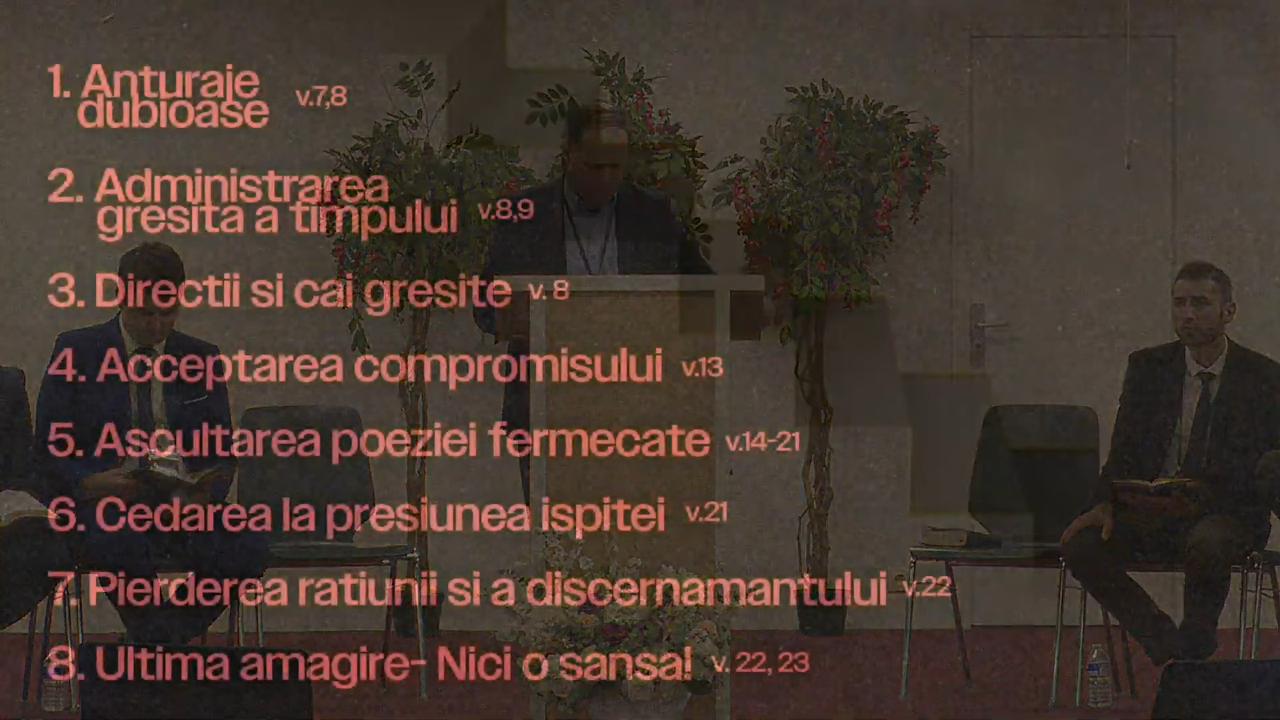 1. Anturaje
dubioase v.7,8
2. Administrarea
gresita a timpului v.8,9
3. Directii si cai gresite v. 8
4. Acceptarea compromisului v.13
5. Ascultarea poeziei fermecate v.14-21
6. Cedarea la presiunea ispitei v.21
7. Pierderea ratiunii si a discernamantului v.22
8. Ultima amagire- Nici o sansa! v. 22, 23